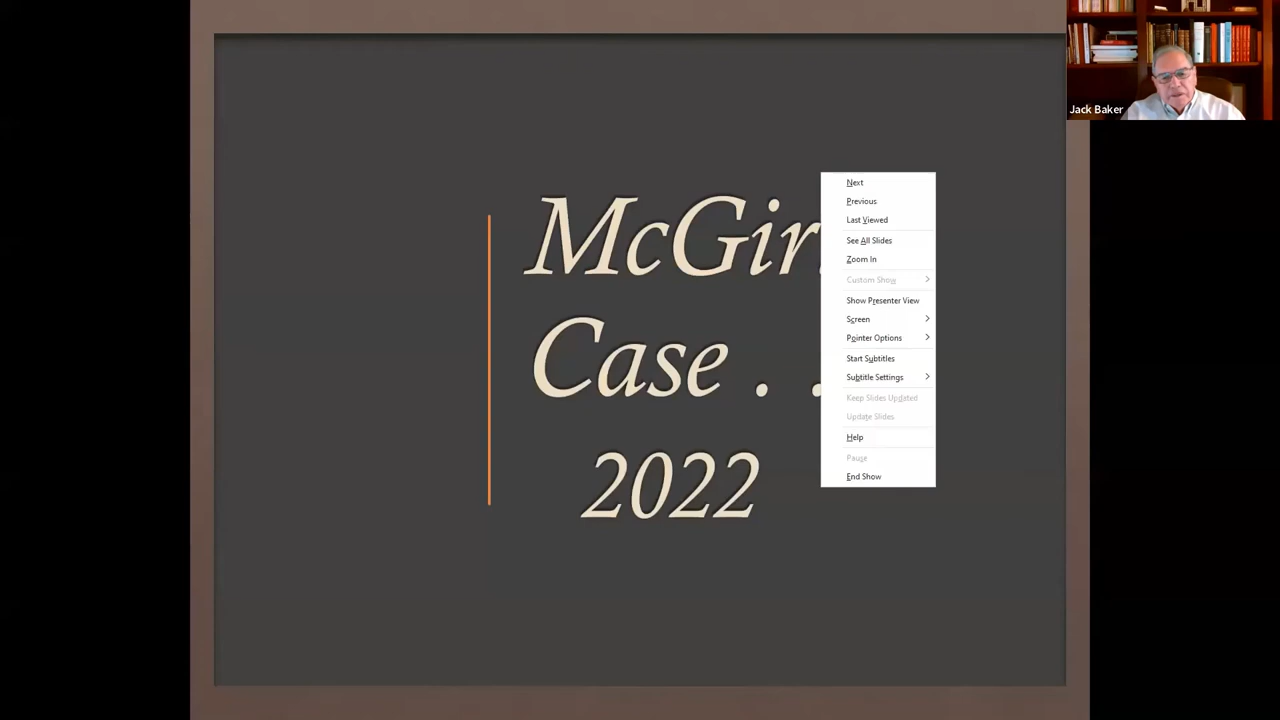 McGir
Case . .
2022
Next
Previous
Last Viewed
See All Slides
Zoom In
Custom Show
Show Presenter View
Screen
Pointer Options
Start Subtitles
Subtitle Settings
Keep Slides Updated
Update Slides
Help
Pause
End Show
Jack Baker